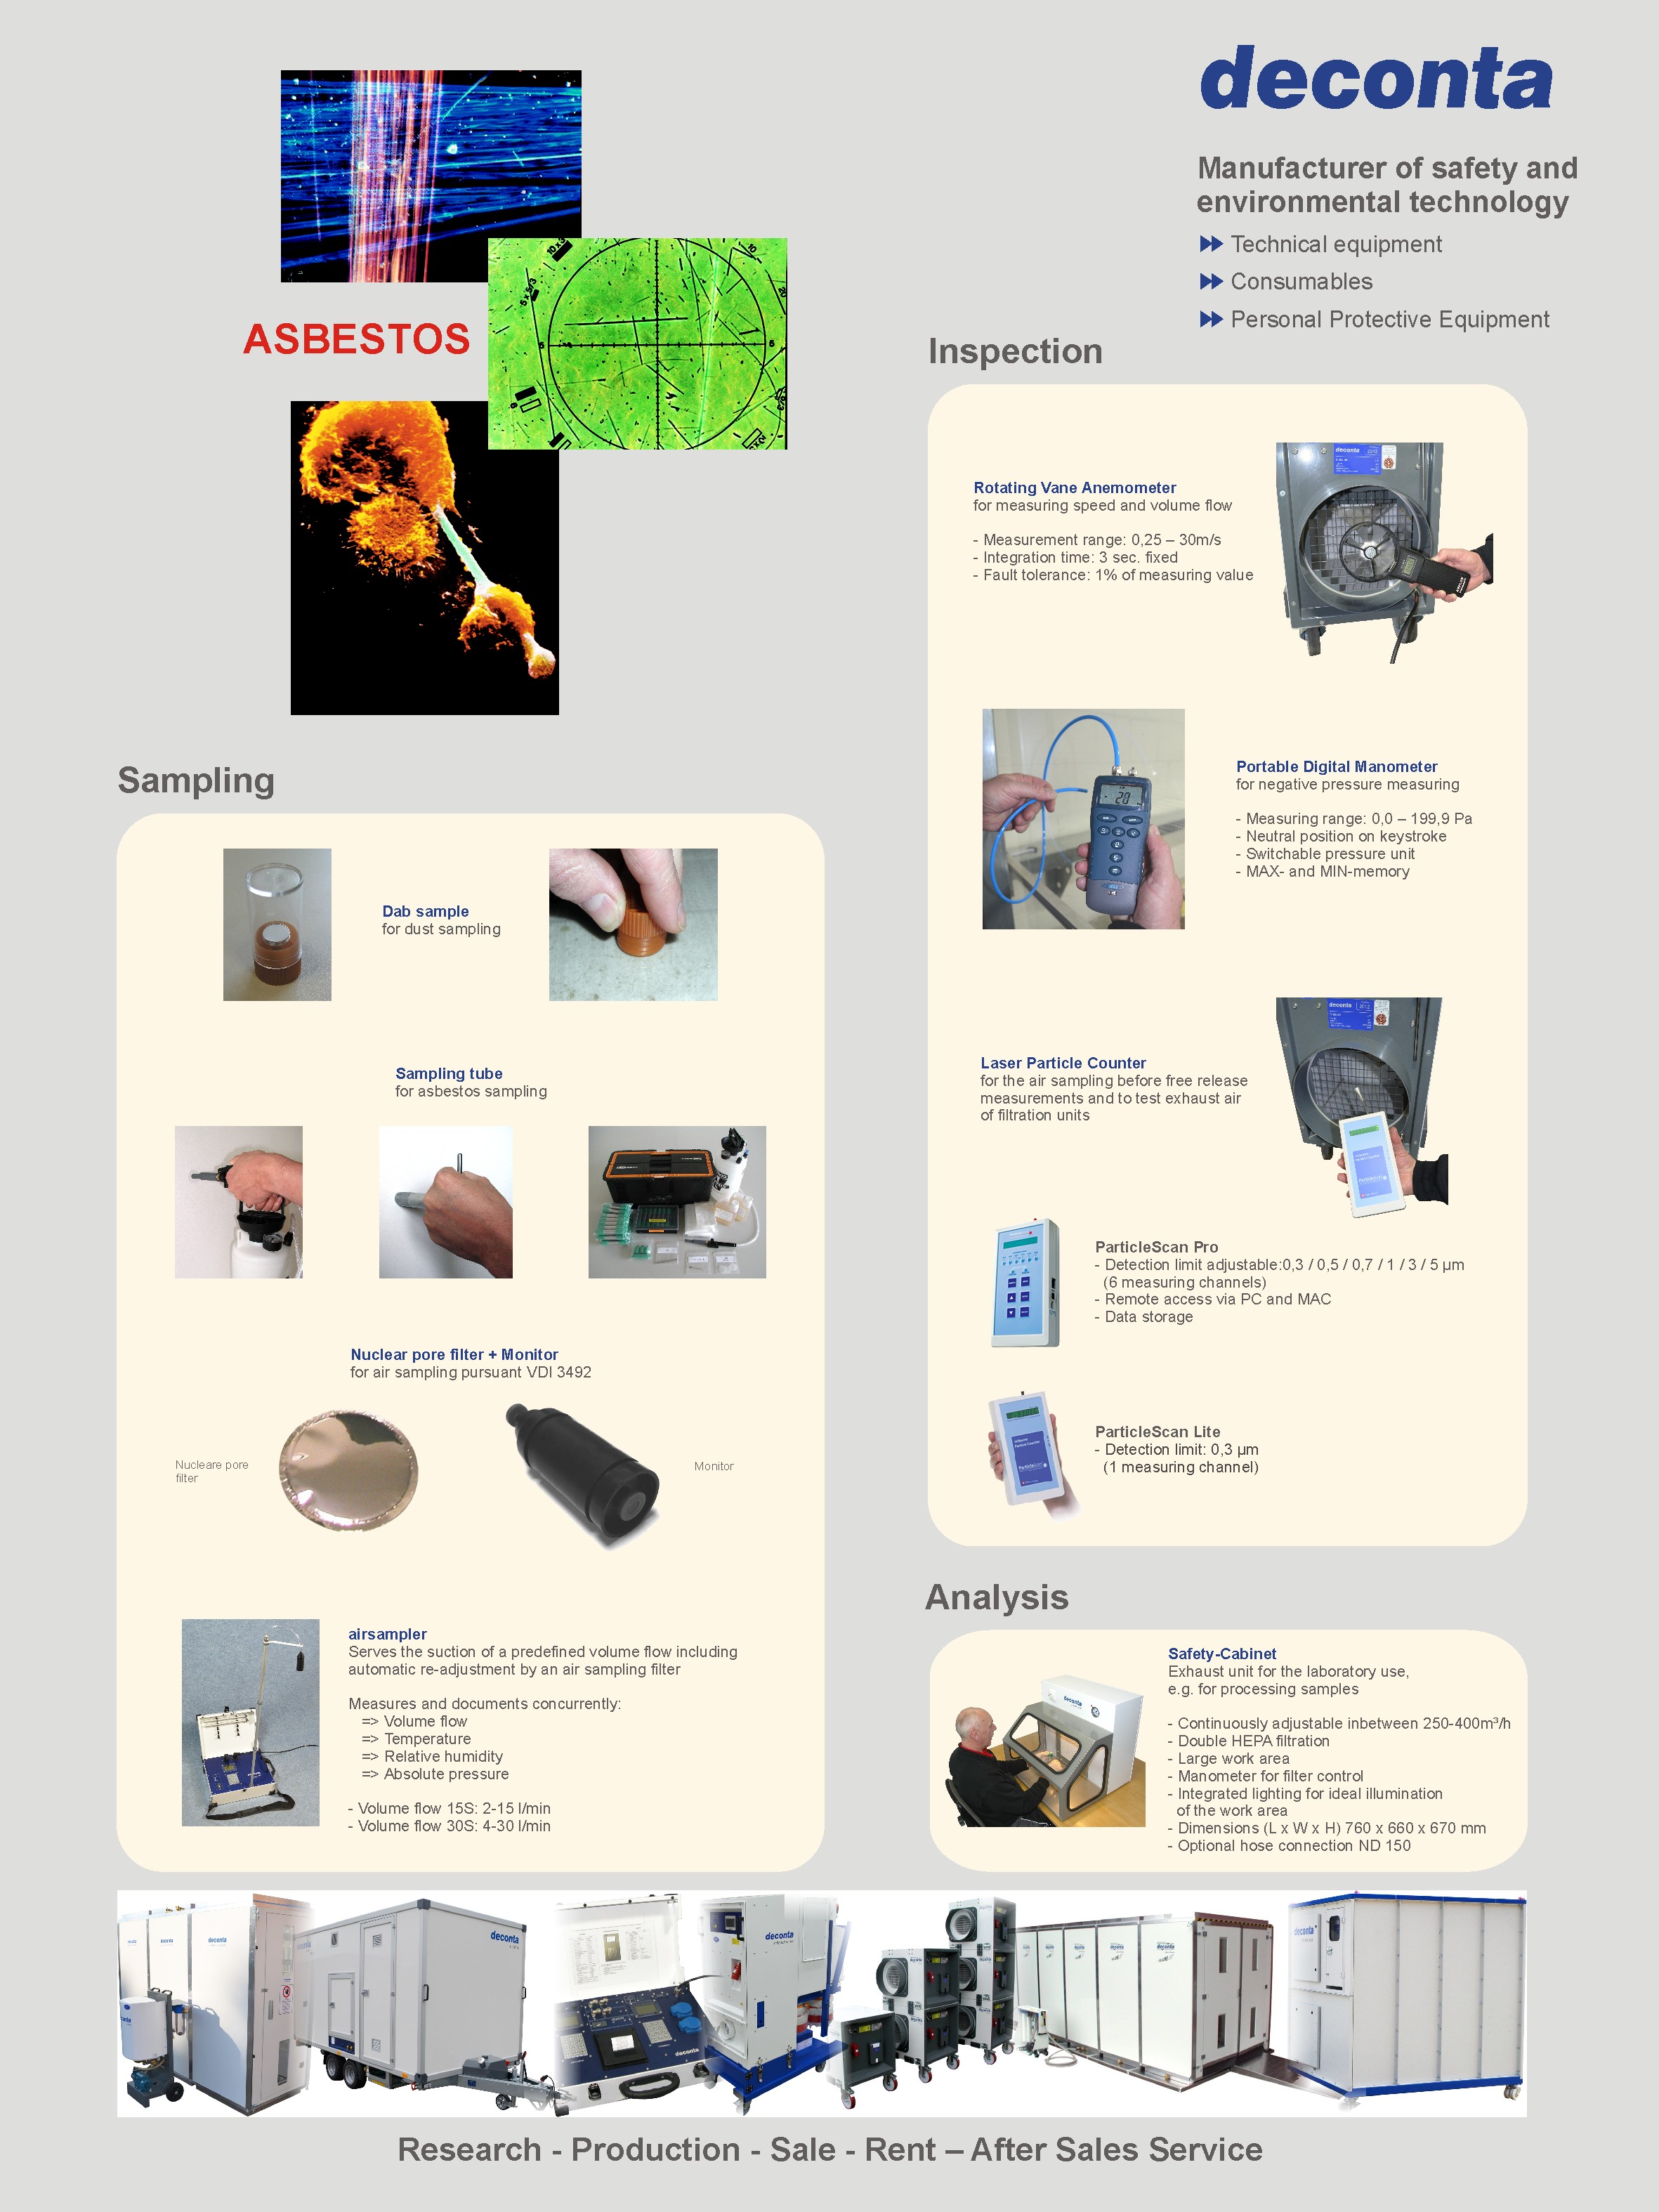 deconta
Manufacturer of safety and
environmental technology
Technical equipment
Consumables
Personal Protective Equipment
ASBESTOS
Sampling
Dab sample
for dust sampling
Sampling tube
for asbestos sampling
Nuclear pore filter + Monitor
for air sampling pursuant VDI 3492
Nucleare pore
filter
Monitor
airsampler
Serves the suction of a predefined volume flow including
automatic re-adjustment by an air sampling filter
Measures and documents concurrently:
=> Volume flow
=> Temperature
=> Relative humidity
=> Absolute pressure
- Volume flow 15S: 2-15 l/min
- Volume flow 30S: 4-30 l/min
Inspection
Rotating Vane Anemometer
for measuring speed and volume flow
- Measurement range: 0,25 – 30m/s
- Integration time: 3 sec. fixed
- Fault tolerance: 1% of measuring value
deconta
Portable Digital Manometer
for negative pressure measuring
- Measuring range: 0,0 – 199,9 Pa
- Neutral position on keystroke
- Switchable pressure unit
- MAX- and MIN-memory
Laser Particle Counter
for the air sampling before free release
measurements and to test exhaust air
of filtration units
deconta
ParticleScan Pro
- Detection limit adjustable:0,3 / 0,5 / 0,7 / 1 / 3 / 5 µm
(6 measuring channels)
- Remote access via PC and MAC
- Data storage
ParticleScan Lite
- Detection limit: 0,3 µm
(1 measuring channel)
Analysis
Safety-Cabinet
Exhaust unit for the laboratory use,
e.g. for processing samples
- Continuously adjustable inbetween 250-400m³/h
- Double HEPA filtration
- Large work area
- Manometer for filter control
- Integrated lighting for ideal illumination
of the work area
- Dimensions (L x W x H) 760 x 660 x 670 mm
- Optional hose connection ND 150
deconta
deconta
deconta
deconta
deconta
deconta
deconta
Research - Production - Sale - Rent – After Sales Service